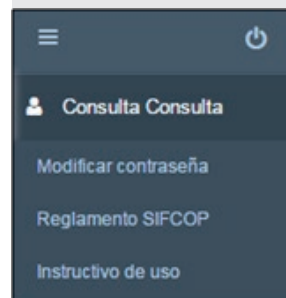 Consulta Consulta
Modificar contraseña
Reglamento SIFCOP
Instructivo de uso